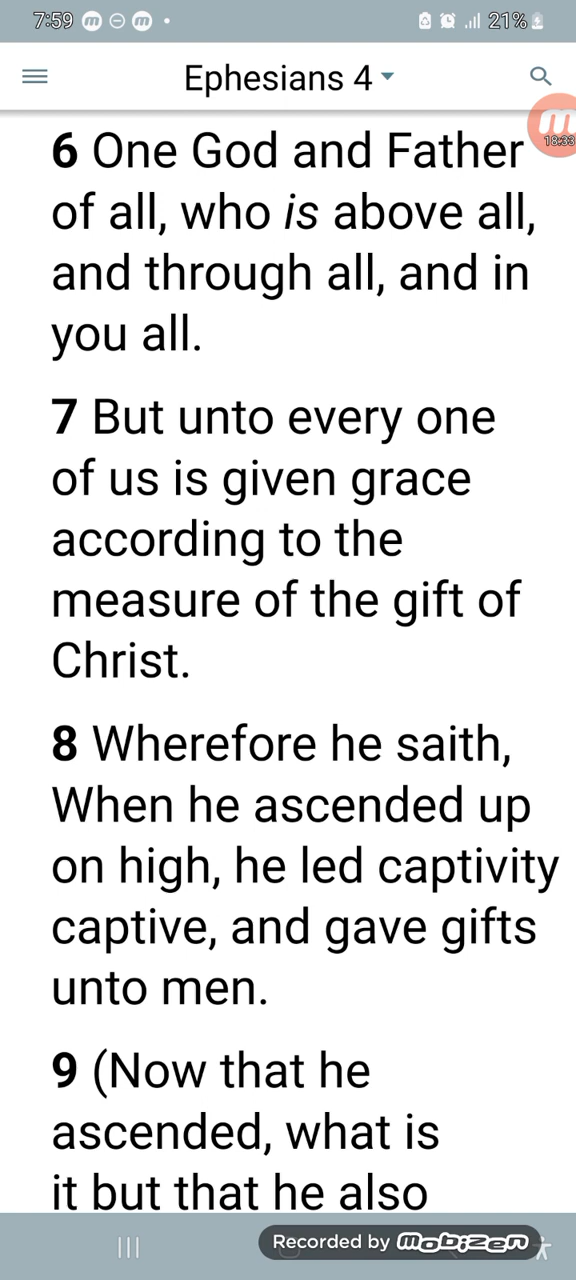 7:59 21%
Ephesians 4
18:33
6 One God and Father
of all, who is above all,
and through all, and in
you all.
7 But unto every one
of us is given grace
according to the
measure of the gift of
Christ.
8 Wherefore he saith,
When he ascended up
on high, he led captivity
captive, and gave gifts
unto men.
9 (Now that he
ascended, what is
it but that he also
Recorded by mobizen